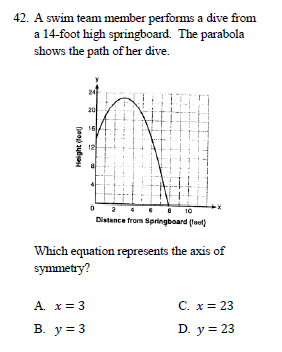 42. A swim team member performs a dive from
a 14-foot high springboard. The parabola
shows the path of her dive.
y
24
20
16
12
8
4
Height (feet)
0 2 4 6 8 10 x
Distance from Springboard (feet)
Which equation represents the axis of
symmetry?
A. x = 3 C. x = 23
B. y = 3 D. y = 23